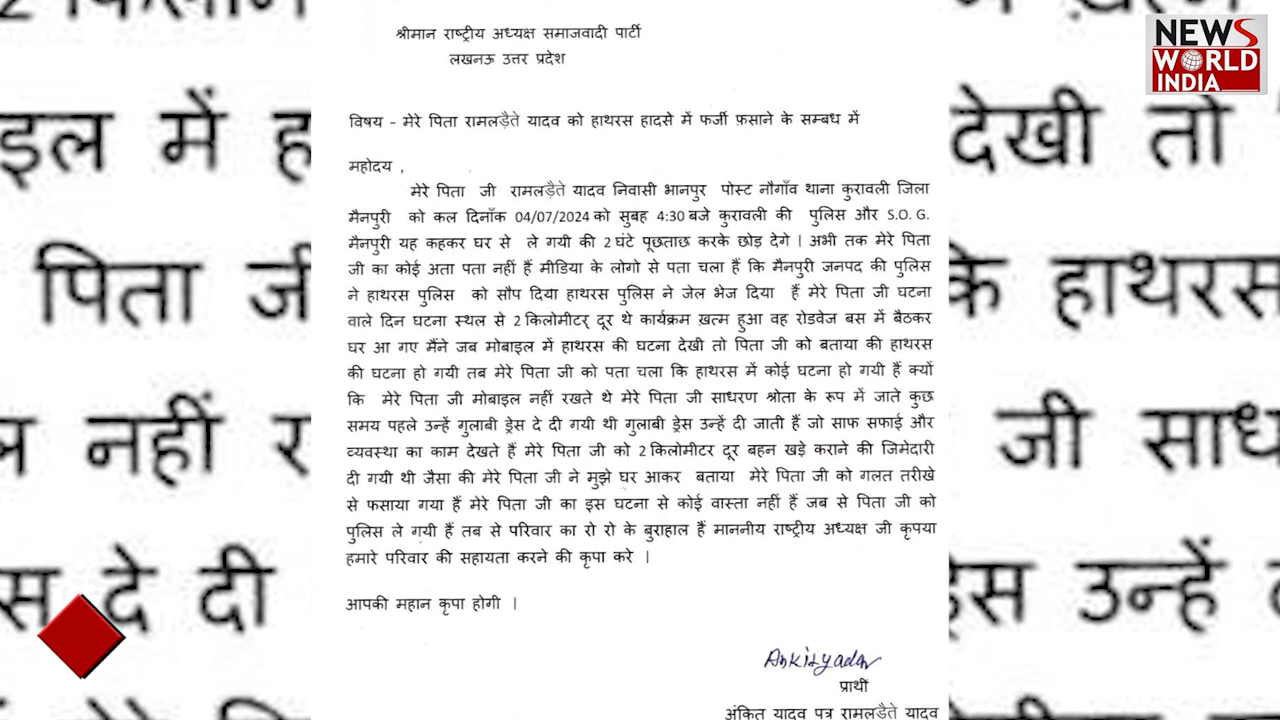 श्रीमान राष्ट्रीय अध्यक्ष समाजवादी पार्टी
लखनऊ उत्तर प्रदेश
NEWS
WORLD
INDIA
विषय - मेरे पिता रामलड़ैते यादव को हाथरस हादसे में फर्जी फ़साने के सम्बध में
महोदय ,
मेरे पिता जी रामलड़ैते यादव निवासी भानपुर पोस्ट नौगाँव थाना कुरावली जिला
मैनपुरी को कल दिनाँक 04/07/2024 को सुबह 4:30 बजे कुरावली की पुलिस और S.O. G.
मैनपुरी यह कहकर घर से ले गयी की 2 घंटे पूछताछ करके छोड़ देगे | अभी तक मेरे पिता
जी का कोई अता पता नहीं हैं मीडिया के लोगो से पता चला हैं कि मैनपुरी जनपद की पुलिस
ने हाथरस पुलिस को सौप दिया हाथरस पुलिस ने जेल भेज दिया हैं मेरे पिता जी घटना
वाले दिन घटना स्थल से 2 किलोमीटर् दूर थे कार्यक्रम ख़त्म हुआ वह रोडवेज बस में बैठकर
घर आ गए मैंने जब मोबाइल में हाथरस की घटना देखी तो पिता जी को बताया की हाथरस
की घटना हो गयी तब मेरे पिता जी को पता चला कि हाथरस में कोई घटना हो गयी हैं क्यों
कि मेरे पिता जी मोबाइल नहीं रखते थे मेरे पिता जी साधरण श्रोता के रूप में जाते कुछ
समय पहले उन्हें गुलाबी ड्रेस दे दी गयी थी गुलाबी ड्रेस उन्हें दी जाती हैं जो साफ सफाई और
व्यवस्था का काम देखते हैं मेरे पिता जी को 2 किलोमीटर दूर बहन खड़े कराने की जिमेदारी
दी गयी थी जैसा की मेरे पिता जी ने मुझे घर आकर बताया मेरे पिता जी को गलत तरीखे
से फसाया गया हैं मेरे पिता जी का इस घटना से कोई वास्ता नहीं हैं जब से पिता जी को
पुलिस ले गयी हैं तब से परिवार का रो रो के बुराहाल हैं माननीय राष्ट्रीय अध्यक्ष जी कृपया
हमारे परिवार की सहायता करने की कृपा करे |
आपकी महान कृपा होगी |
Ankit yadav
प्रार्थी
अंकित यादव पुत्र रामलड़ैते यादव